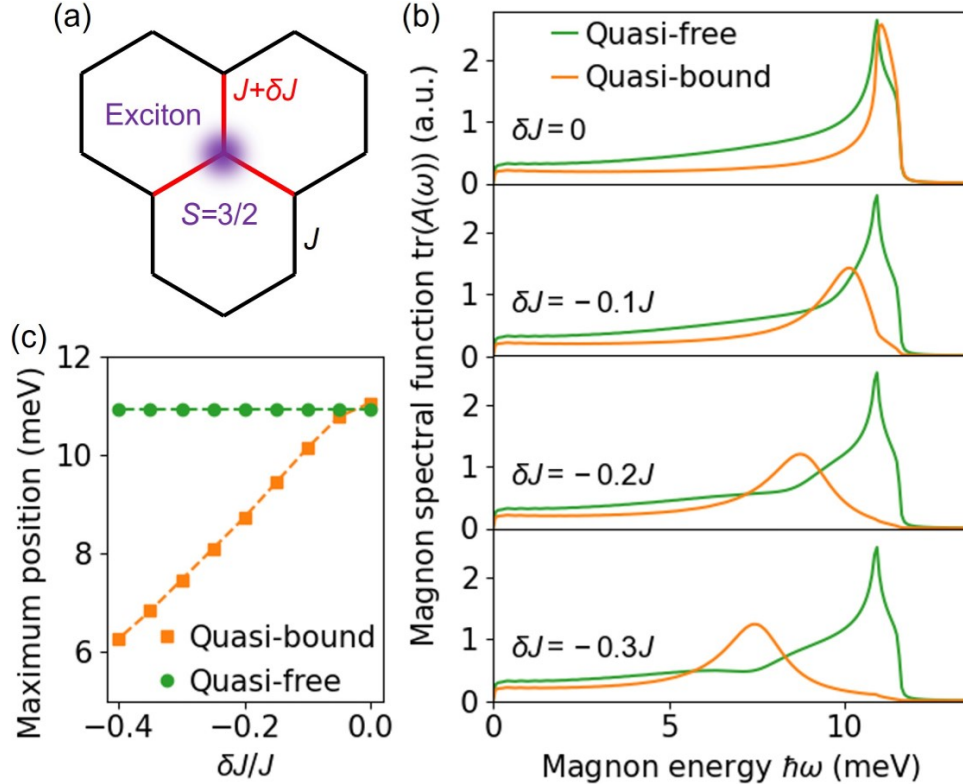 (a)
J+δJ
Exciton
S=3/2
J
(b)
Magnon spectral function tr(A(ω)) (a.u.)
Quasi-free
Quasi-bound
2
1
0
δJ = 0
2
1
0
δJ = −0.1J
2
1
0
δJ = −0.2J
2
1
0
δJ = −0.3J
0
5
10
Magnon energy ħω (meV)
(c)
Maximum position (meV)
12
10
8
6
Quasi-bound
Quasi-free
−0.4
−0.2
0.0
δJ/J